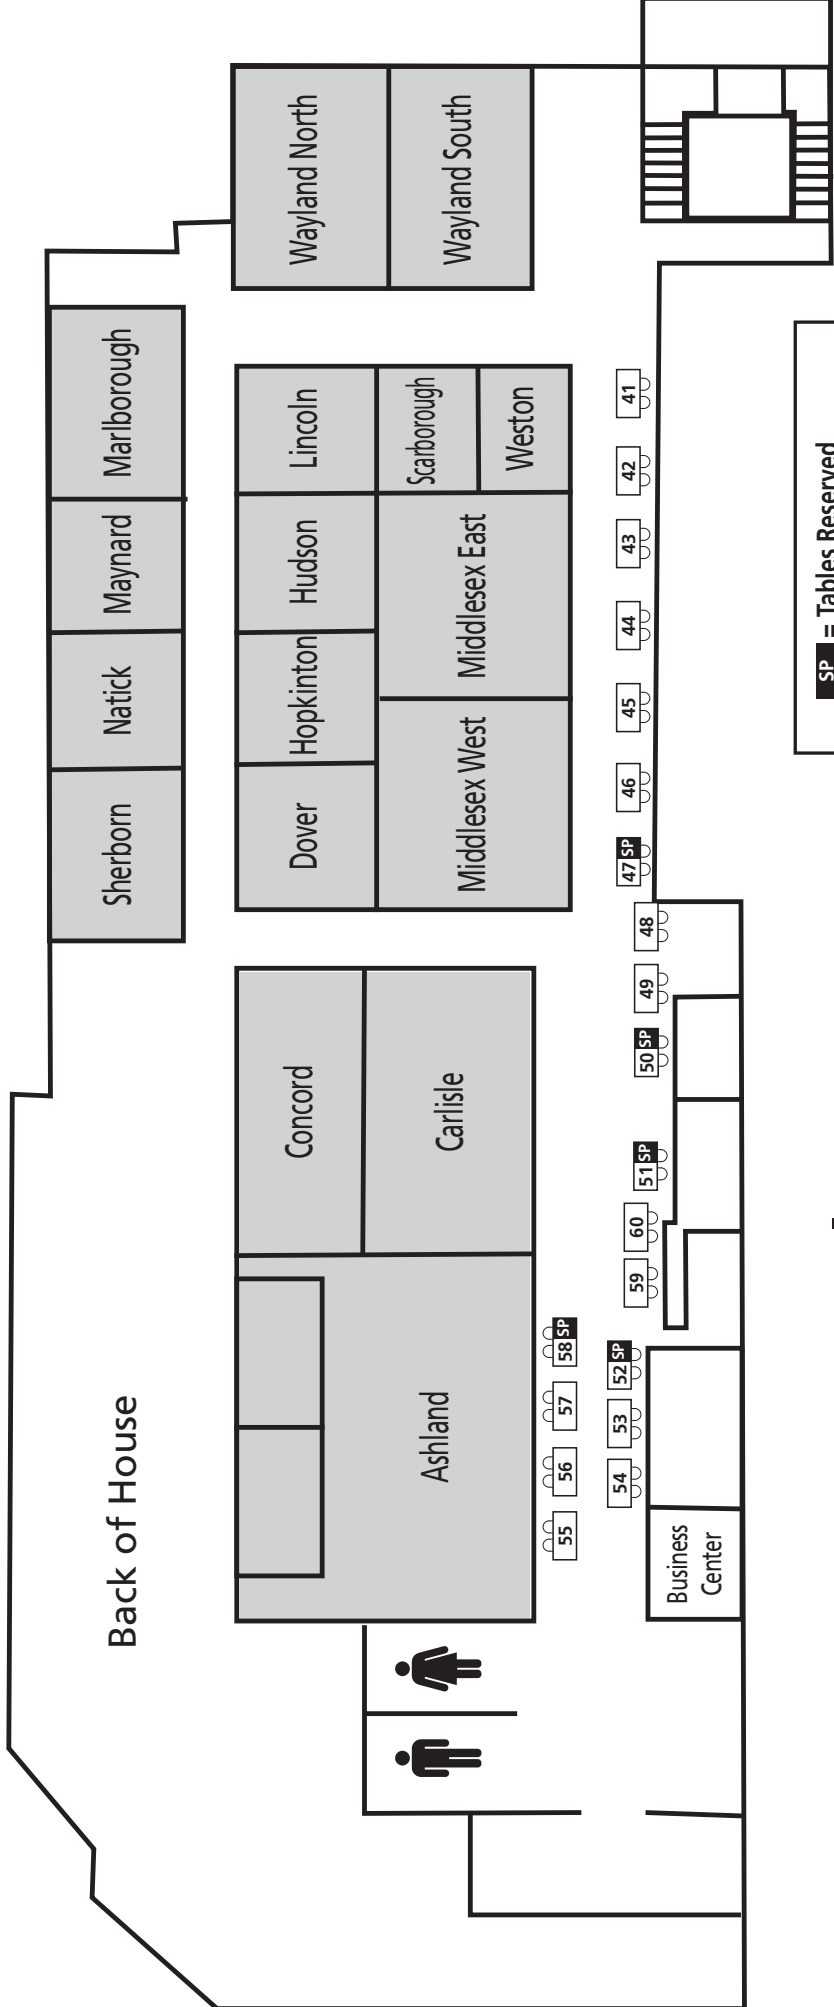 Back of House
Sherborn
Natick
Maynard
Marlborough
Ashland
Concord
Carlisle
Dover
Hopkinton
Hudson
Lincoln
Middlesex West
Middlesex East
Scarborough
Weston
Wayland North
Wayland South
55
56
57
58 SP
54
53
52 SP
59
60
51 SP
50 SP
49
48
47 SP
46
45
44
43
42
41
Business
Center
SP = Tables Reserved